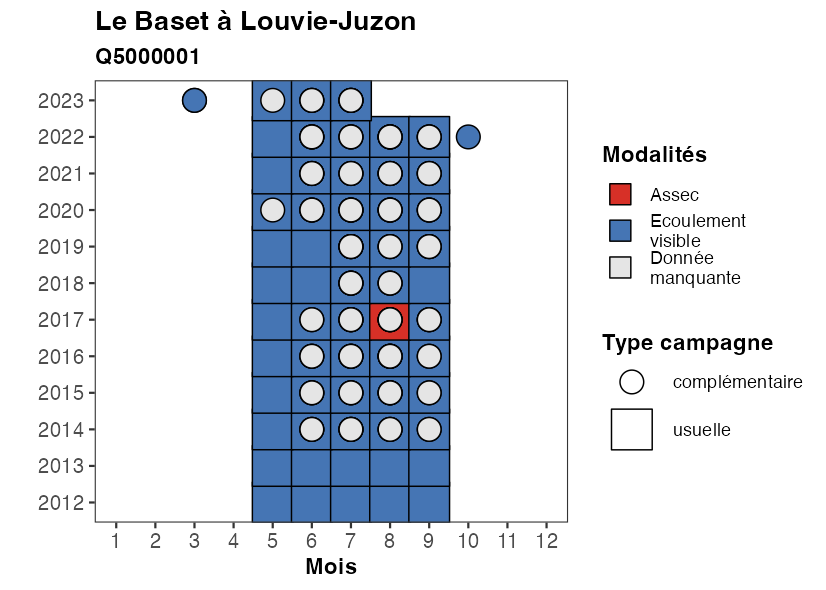 Le Baset à Louvie-Juzon
Q5000001
2023
2022
2021
2020
2019
2018
2017
2016
2015
2014
2013
2012
1 2 3 4 5 6 7 8 9 10 11 12
Mois
Modalités
Assec
Ecoulement
visible
Donnée
manquante
Type campagne
complémentaire
usuelle